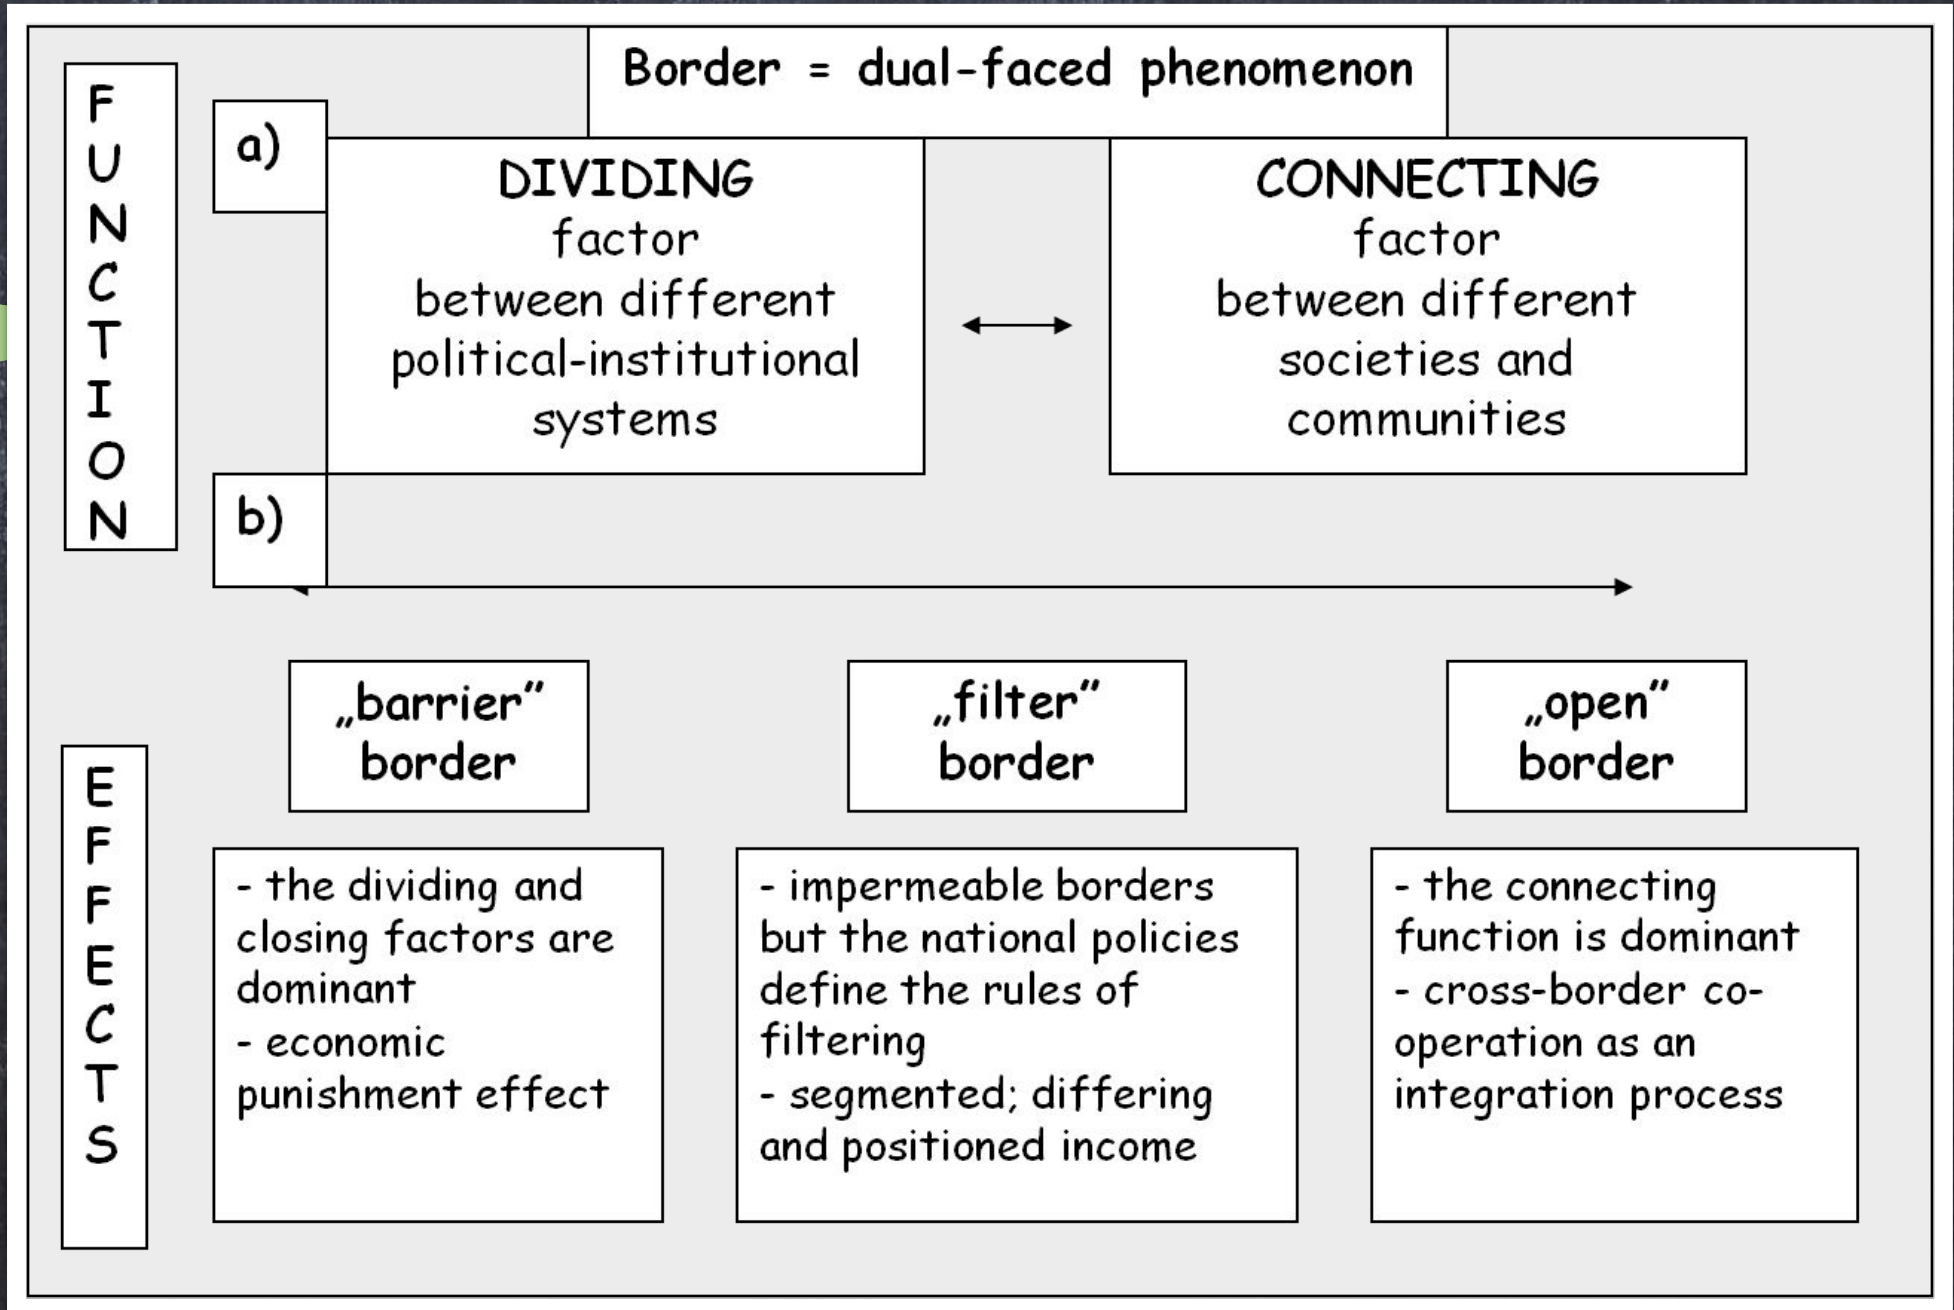 Border = dual-faced phenomenon
FUNCTION
a)
DIVIDING
factor
between different
political-institutional
systems
CONNECTING
factor
between different
societies and
communities
b)
„barrier”
border
„filter”
border
„open”
border
EFFECTS
- the dividing and
closing factors are
dominant
- economic
punishment effect
- impermeable borders
but the national policies
define the rules of
filtering
- segmented; differing
and positioned income
- the connecting
function is dominant
- cross-border co-
operation as an
integration process